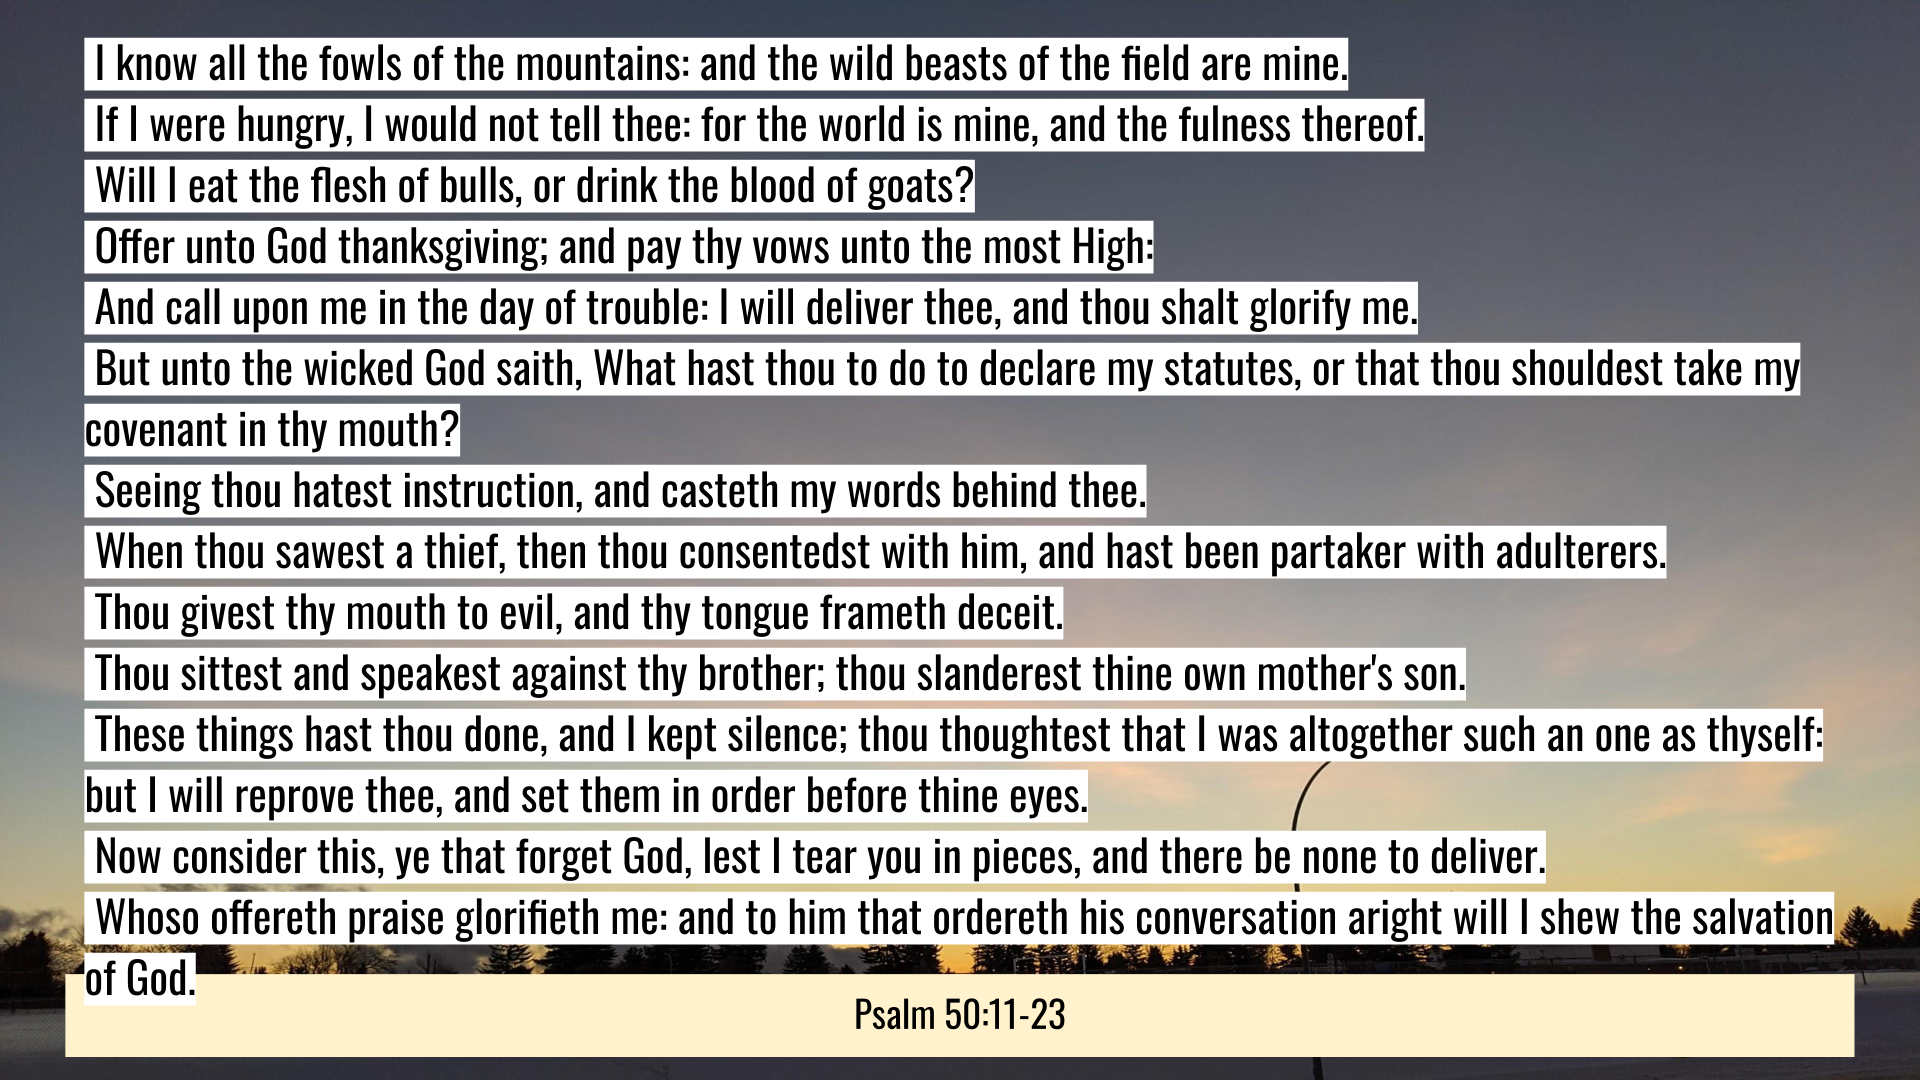 I know all the fowls of the mountains: and the wild beasts of the field are mine.
If I were hungry, I would not tell thee: for the world is mine, and the fulness thereof.
Will I eat the flesh of bulls, or drink the blood of goats?
Offer unto God thanksgiving; and pay thy vows unto the most High:
And call upon me in the day of trouble: I will deliver thee, and thou shalt glorify me.
But unto the wicked God saith, What hast thou to do to declare my statutes, or that thou shouldest take my
covenant in thy mouth?
Seeing thou hatest instruction, and casteth my words behind thee.
When thou sawest a thief, then thou consentedst with him, and hast been partaker with adulterers.
Thou givest thy mouth to evil, and thy tongue frameth deceit.
Thou sittest and speakest against thy brother; thou slanderest thine own mother's son.
These things hast thou done, and I kept silence; thou thoughtest that I was altogether such an one as thyself:
but I will reprove thee, and set them in order before thine eyes.
Now consider this, ye that forget God, lest I tear you in pieces, and there be none to deliver.
Whoso offereth praise glorifieth me: and to him that ordereth his conversation aright will I shew the salvation
of God.
Psalm 50:11-23